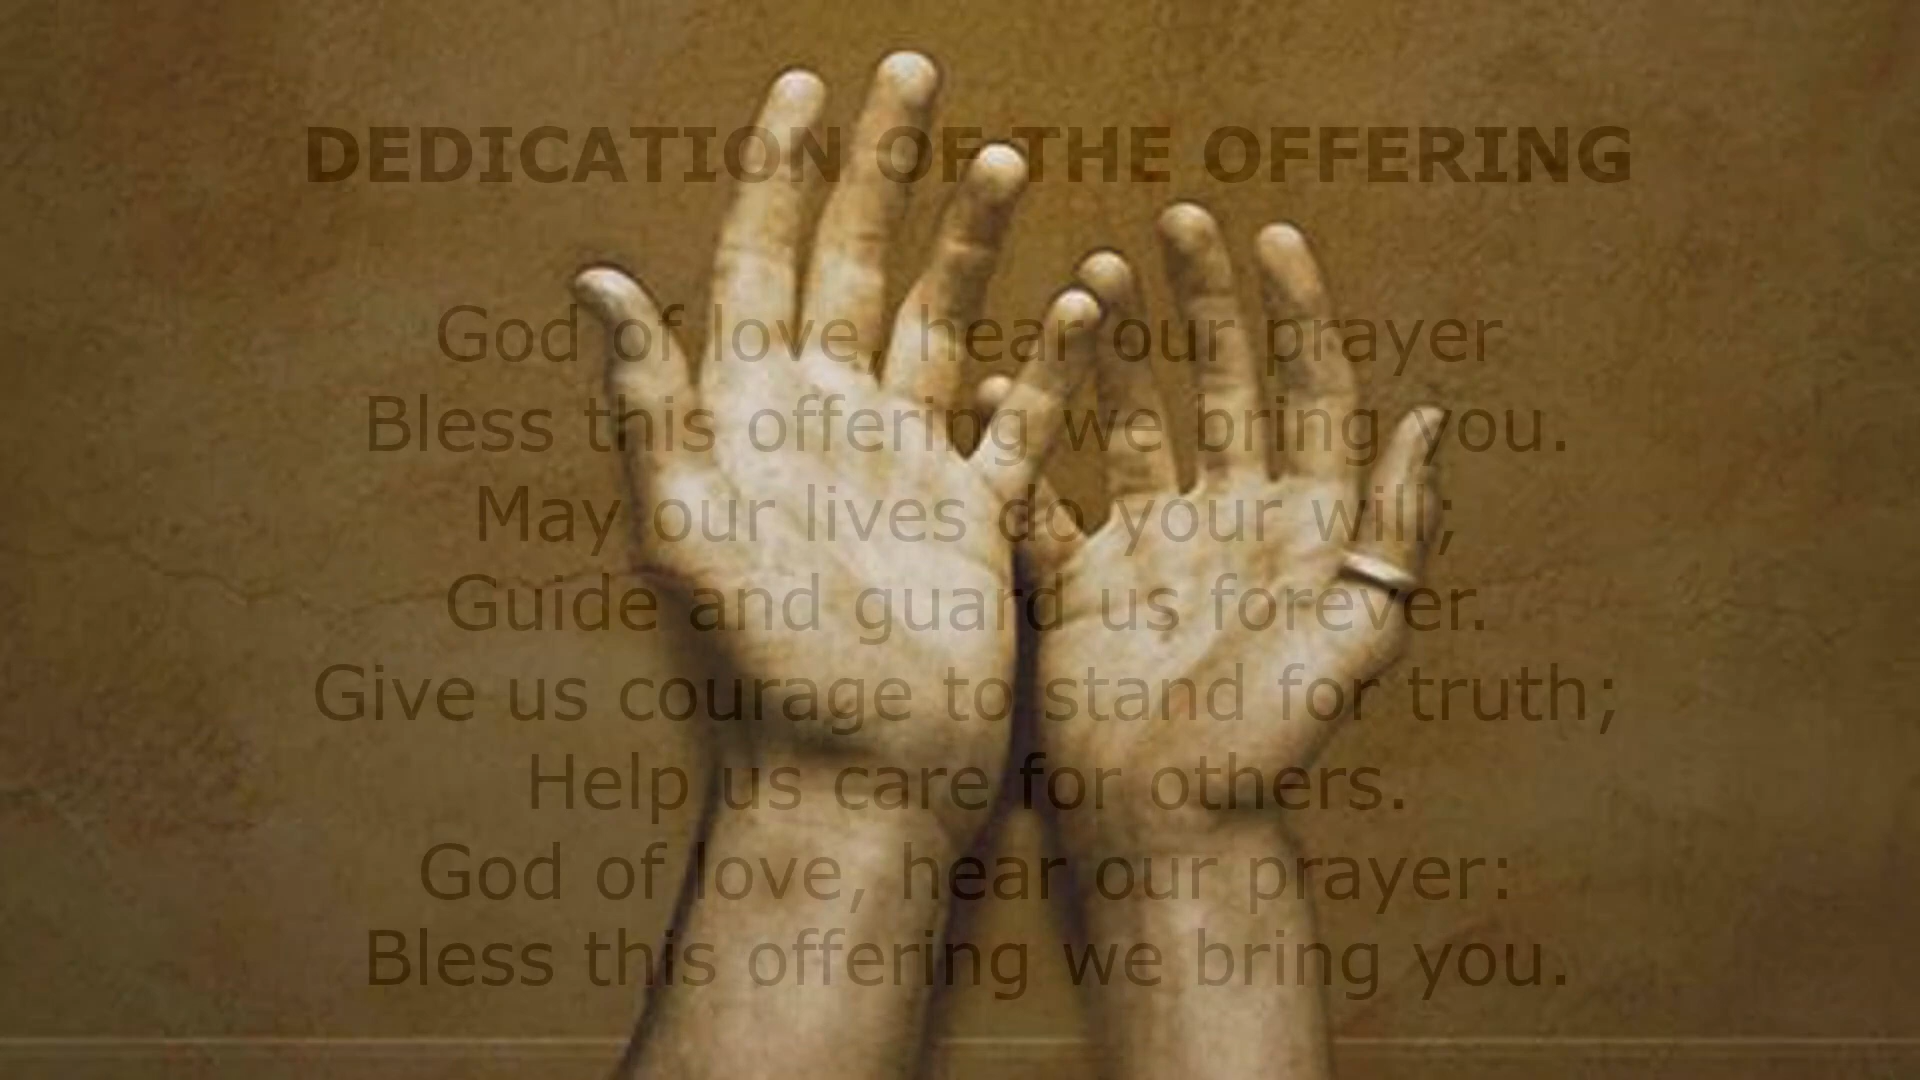 DEDICATION OF THE OFFERING
God of love, hear our prayer
Bless this offering we bring you.
May our lives do your will;
Guide and guard us forever.
Give us courage to stand for truth;
Help us care for others.
God of love, hear our prayer:
Bless this offering we bring you.